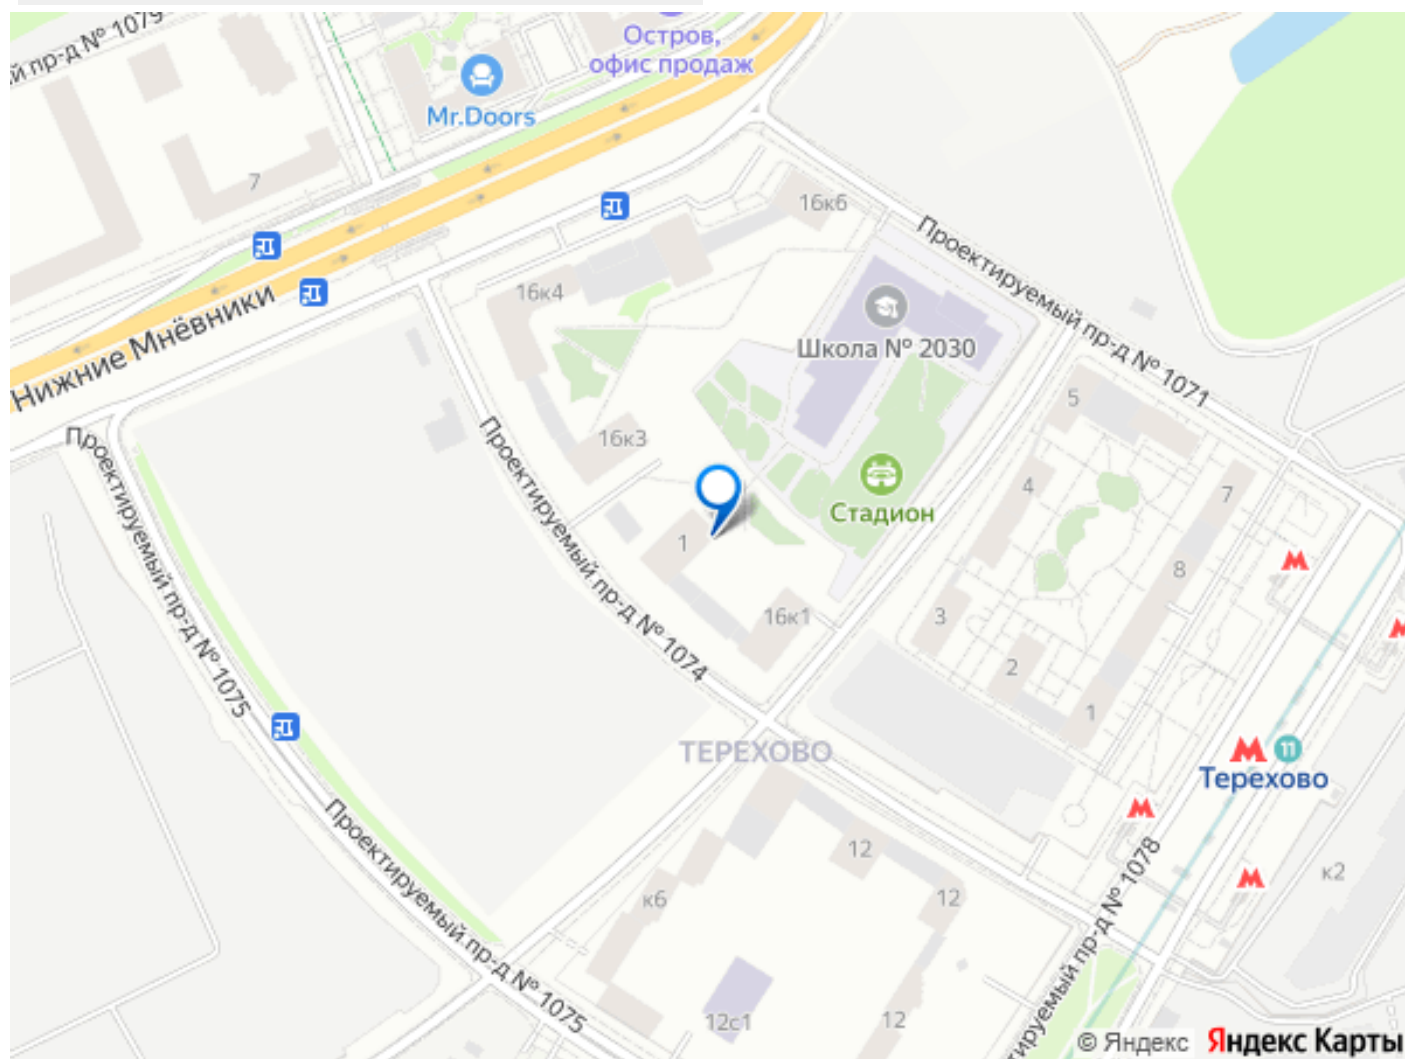 й пр-д № 1079
Остров,
офис продаж
Mr.Doors
7
16к6
Проектируемый пр-д № 1071
16к4
Нижние Мнёвники
Школа № 2030
5
16к3
Проектируемый пр-д № 1075
Проектируемый пр-д № 1074
4
7
Стадион
1
8
16к1
3
2
1
ТЕРЕХОВО
11
Терехово
Проектируемый пр-д № 1075
12
к2
к6
12
тируемый пр-д № 1078
12с1
12
© Яндекс Яндекс Карты